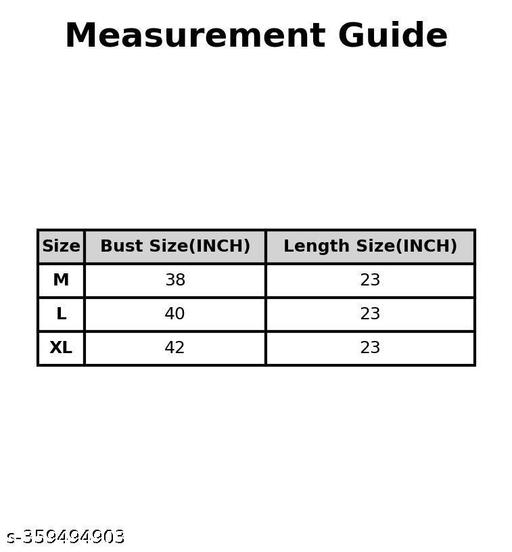 Measurement Guide
Size Bust Size(INCH) Length Size(INCH)
M 38 23
L 40 23
XL 42 23
s-359494903